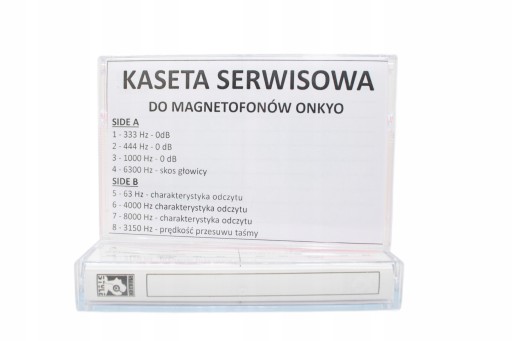 KASETA SERWISOWA
DO MAGNETOFONÓW ONKYO
SIDE A
1 - 333 Hz - 0dB
2 - 444 Hz - 0 dB
3 - 1000 Hz - 0 dB
4 - 6300Hz - skos głowicy
SIDE B
5 - 63 Hz - charakterystyka odczytu
6 - 4000 Hz charakterystyka odczytu
7 - 8000 Hz - charakterystyka odczytu
8 - 3150 Hz - prędkość przesuwu taśmy